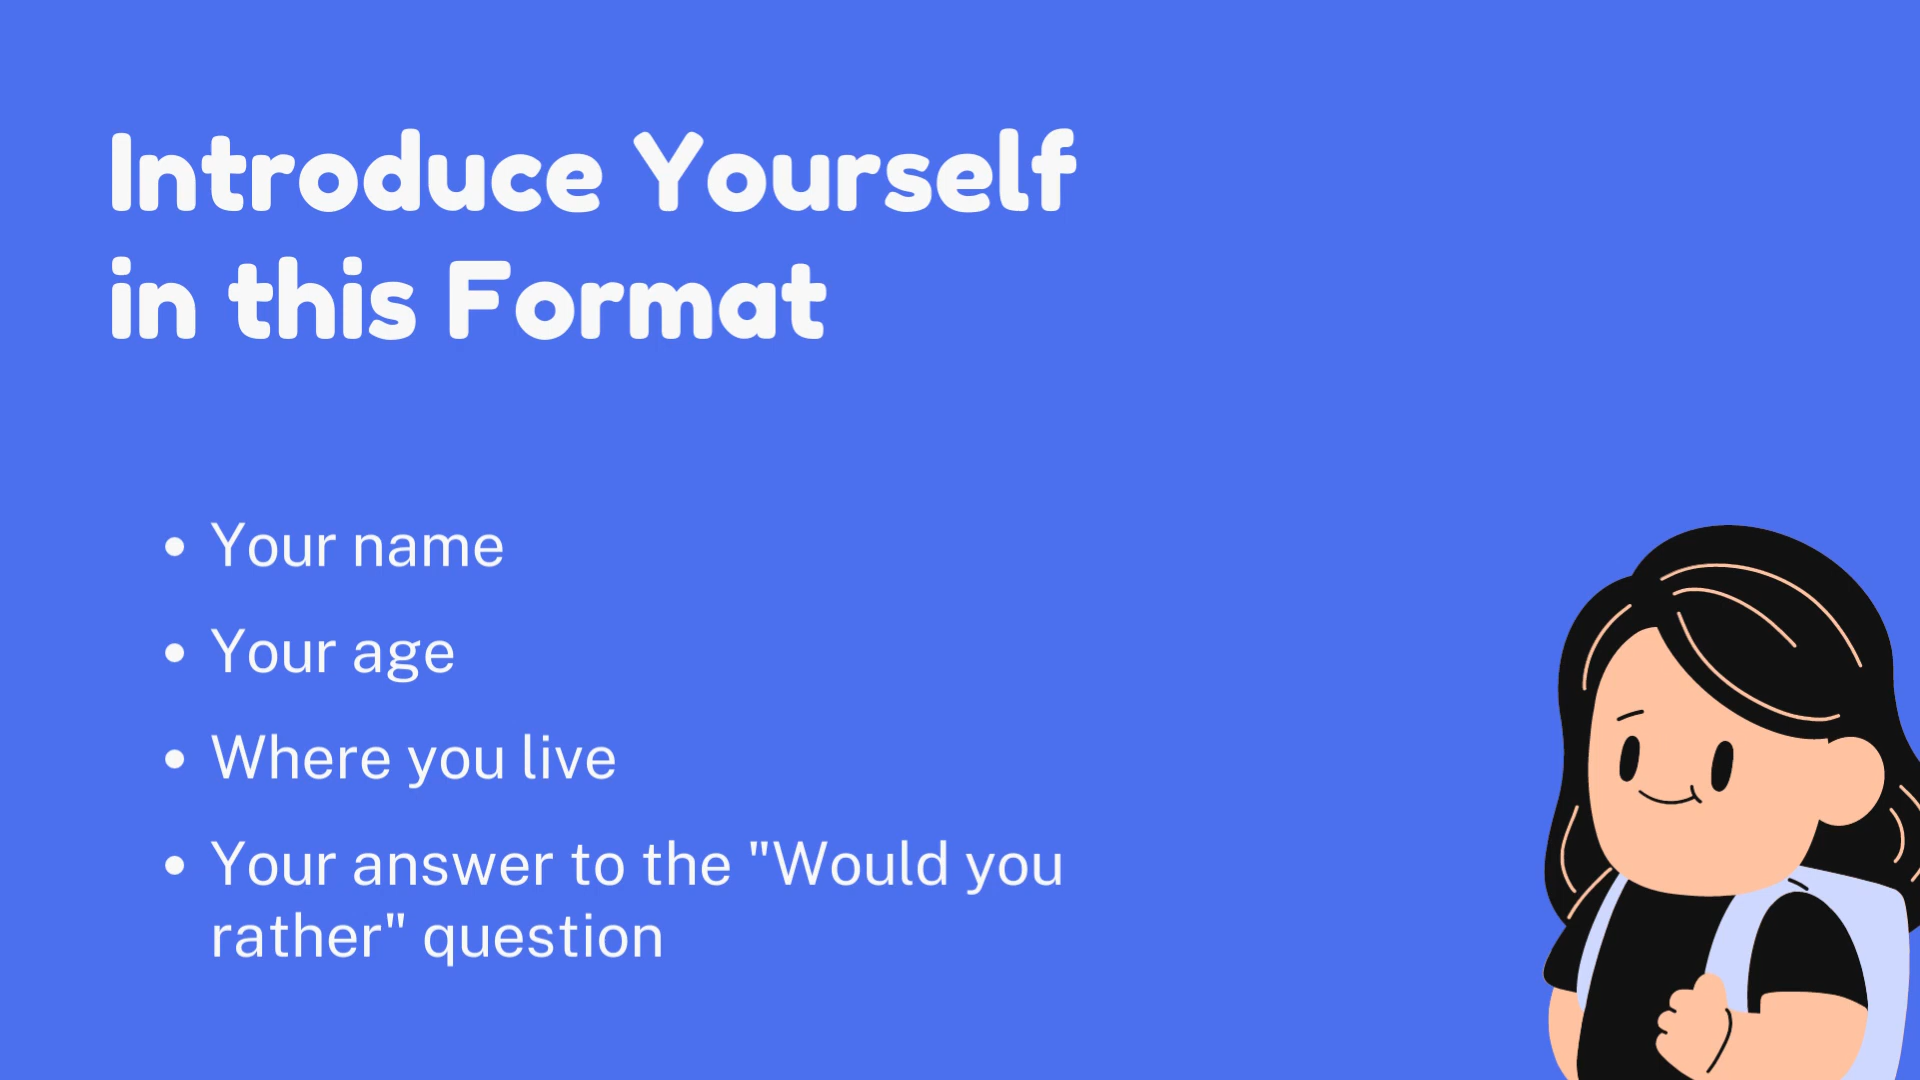 Introduce Yourself
in this Format
• Your name
• Your age
• Where you live
• Your answer to the "Would you
rather" question